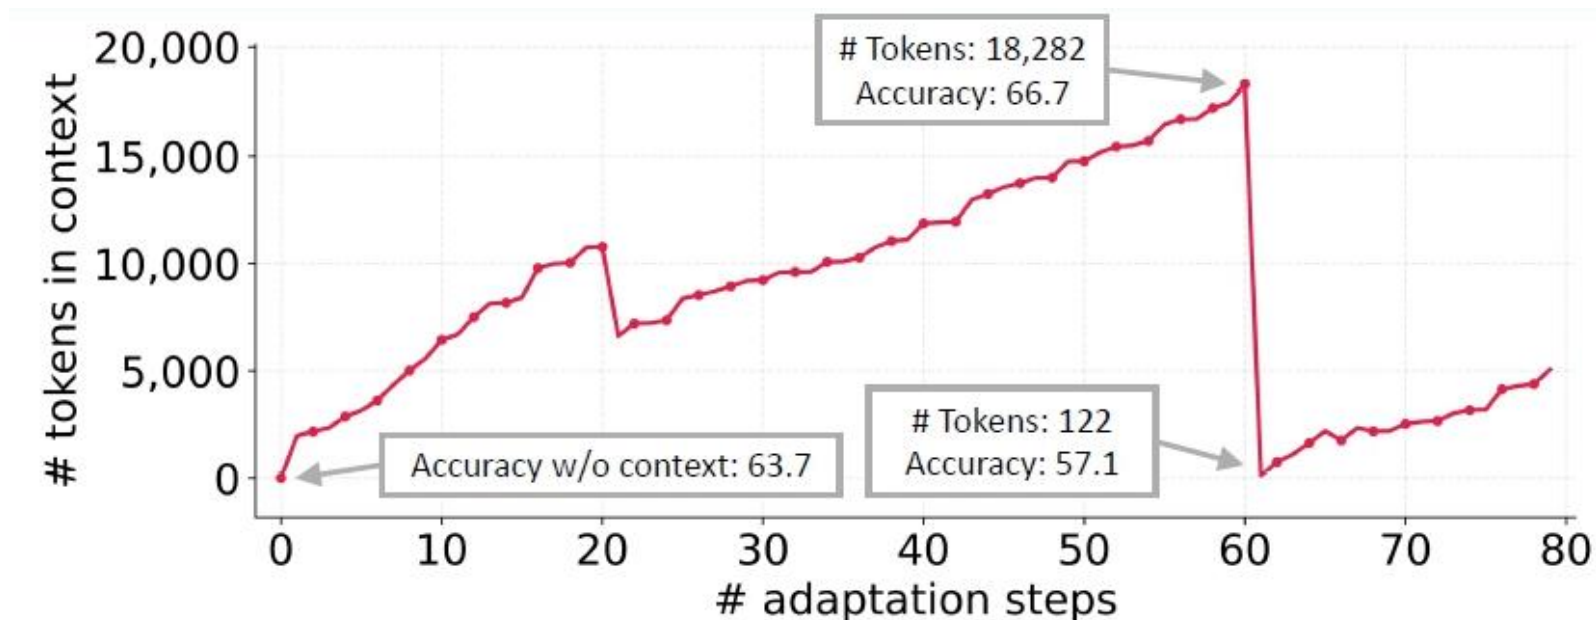 # tokens in context
20,000
15,000
10,000
5,000
0
# Tokens: 18,282
Accuracy: 66.7
Accuracy w/o context: 63.7
# Tokens: 122
Accuracy: 57.1
0 10 20 30 40 50 60 70 80
# adaptation steps